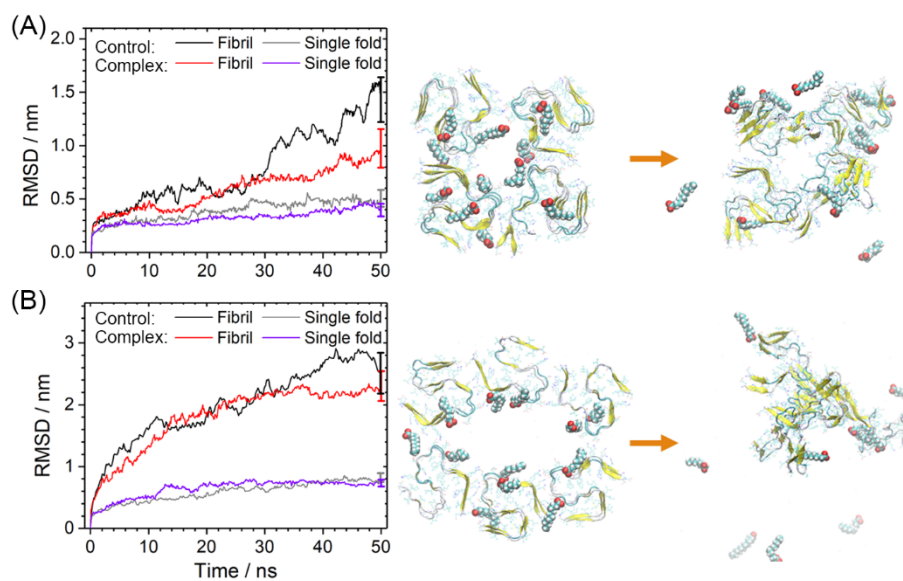 (A)
RMSD / nm
2.0
1.5
1.0
0.5
0.0
Control: Fibril Single fold
Complex: Fibril Single fold
0 10 20 30 40 50
(B)
RMSD / nm
3
2
1
0
Control: Fibril Single fold
Complex: Fibril Single fold
0 10 20 30 40 50
Time / ns